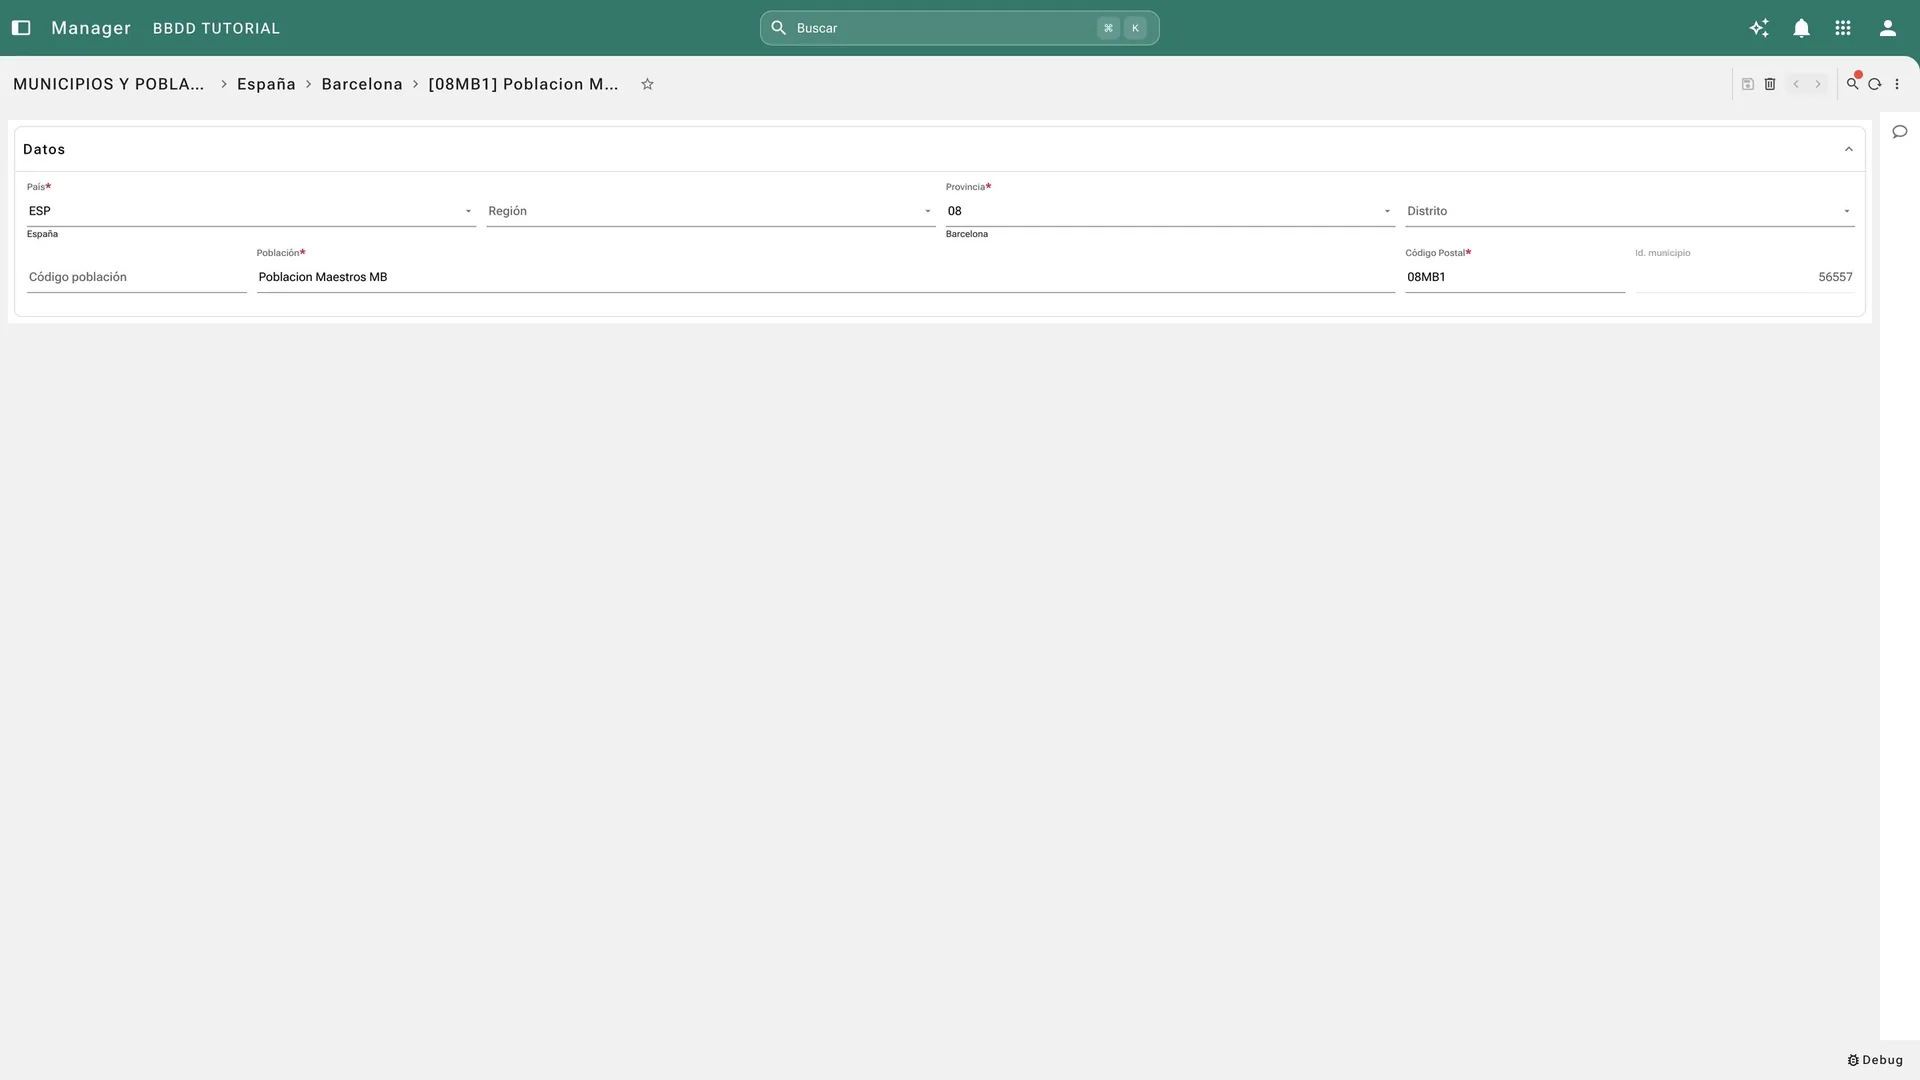 Manager BBDD TUTORIAL Buscar ⌘ K
MUNICIPIOS Y POBLA... > España > Barcelona > [08MB1] Poblacion M...
Datos
País* Provincia*
ESP Región 08 Distrito
España Barcelona
Población* Código Postal* Id. municipio
Código población Poblacion Maestros MB 08MB1 56557
Debug